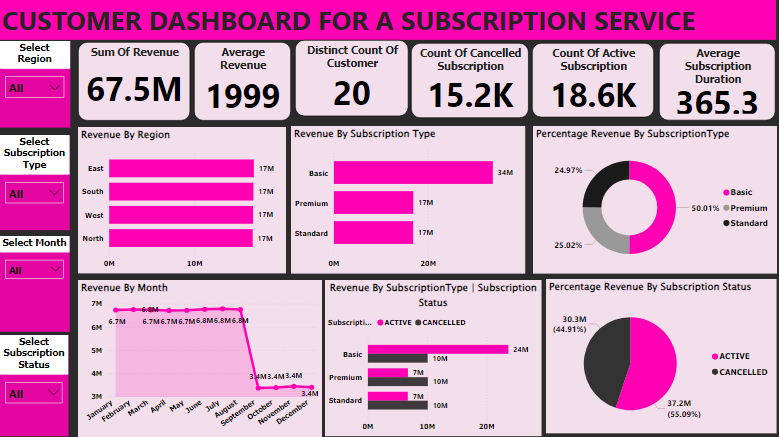 CUSTOMER DASHBOARD FOR A SUBSCRIPTION SERVICE
Select
Region
All
Select
Subscription
Type
All
Select Month
All
Select
Subscription
Status
All
Sum Of Revenue
67.5M
Average
Revenue
1999
Distinct Count Of
Customer
20
Count Of Cancelled
Subscription
15.2K
Count Of Active
Subscription
18.6K
Average
Subscription
Duration
365.3
Revenue By Region
East
17M
South
17M
West
17M
North
17M
0M
10M
Revenue By Subscription Type
Basic
34M
Premium
17M
Standard
17M
0M
20M
Percentage Revenue By SubscriptionType
24.97%
25.02%
50.01%
Basic
Premium
Standard
Revenue By Month
7M
6M
5M
4M
3M
6.7M
6.8M
6.7M
6.7M
6.7M
6.8M
6.8M
6.8M
3.4M
3.4M
3.4M
3.4M
January
February
March
April
May
June
July
August
September
October
November
December
Revenue By SubscriptionType | Subscription
Status
Subscripti...
ACTIVE
CANCELLED
Basic
24M
10M
Premium
7M
10M
Standard
7M
10M
0M
10M
20M
Percentage Revenue By Subscription Status
30.3M
(44.91%)
37.2M
(55.09%)
ACTIVE
CANCELLED